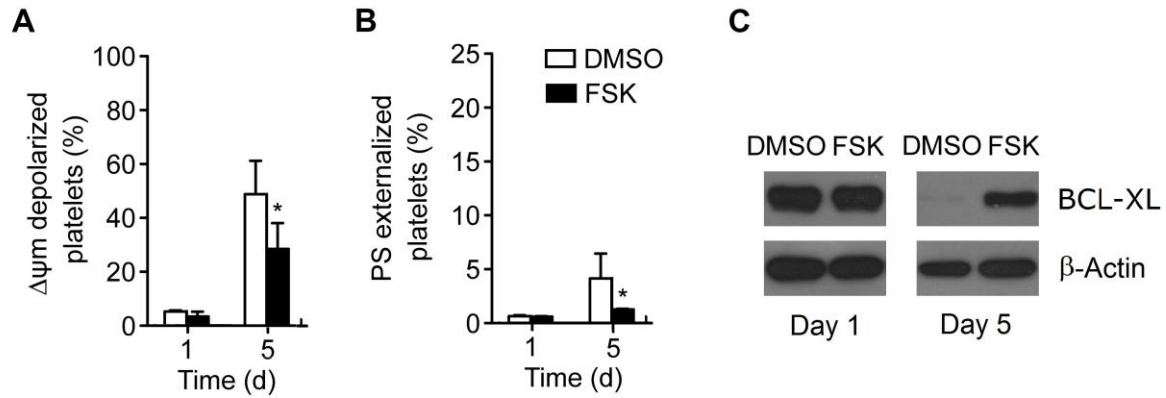 A
Δψm depolarized
platelets (%)
100
80
60
40
20
0
*
1
5
Time (d)
B
PS externalized
platelets (%)
25
20
15
10
5
0
DMSO
FSK
*
1
5
Time (d)
C
DMSO FSK
DMSO FSK
BCL-XL
β-Actin
Day 1
Day 5